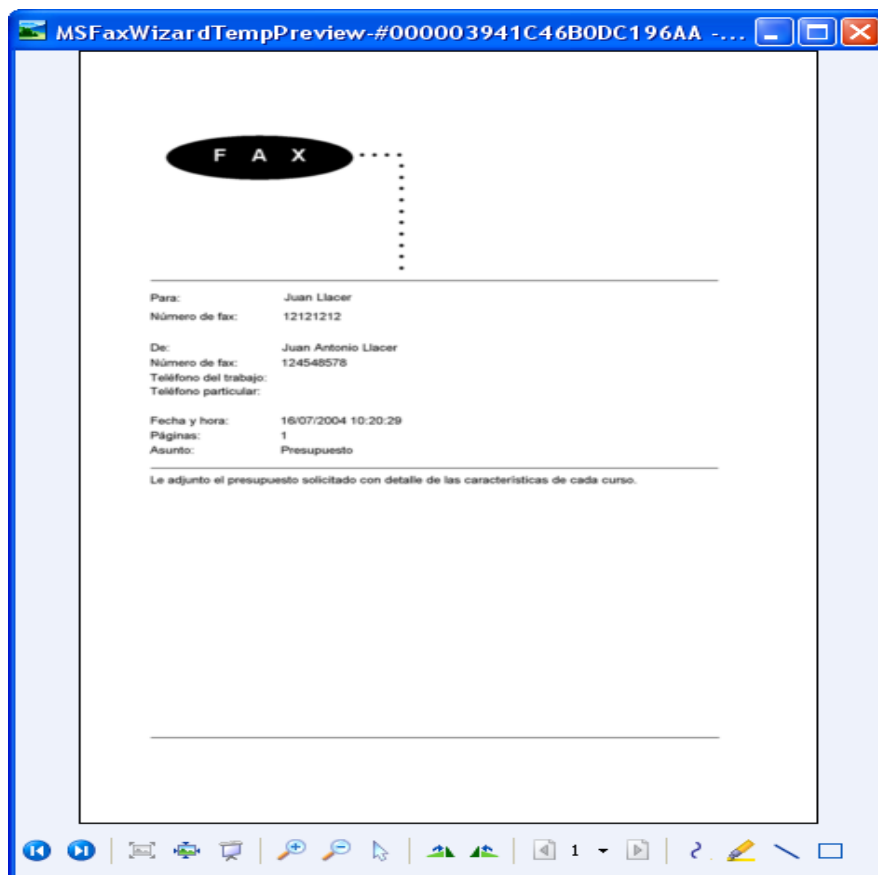 MSFaxWizardTempPreview-#000003941C46B0DC196AA -...
F A X
Para: Juan Llacer
Número de fax: 12121212
De: Juan Antonio Llacer
Número de fax: 124548578
Teléfono del trabajo:
Teléfono particular:
Fecha y hora: 16/07/2004 10:20:29
Páginas: 1
Asunto: Presupuesto
Le adjunto el presupuesto solicitado con detalle de las características de cada curso.
1